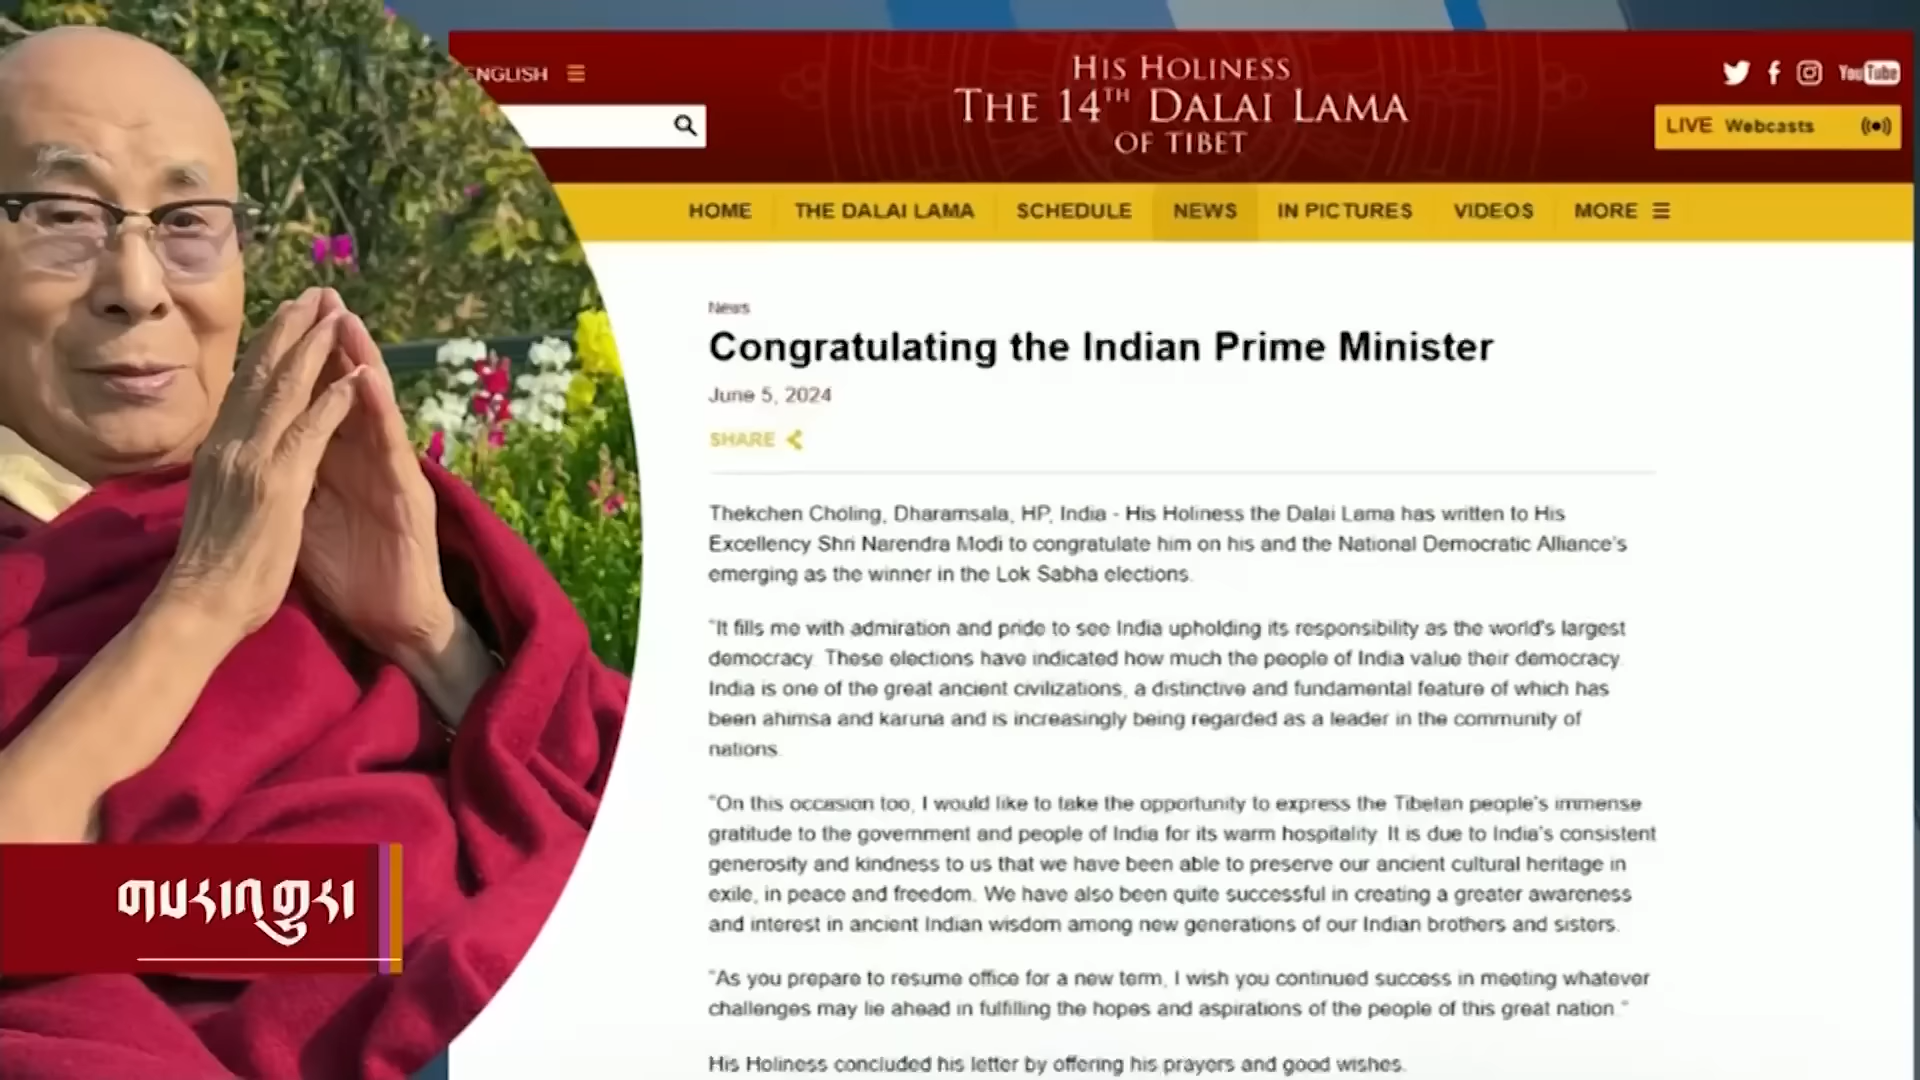 ENGLISH
HIS HOLINESS
THE 14TH DALAI LAMA
OF TIBET
YouTube
LIVE Webcasts
HOME THE DALAI LAMA SCHEDULE NEWS IN PICTURES VIDEOS MORE
News
Congratulating the Indian Prime Minister
June 5, 2024
SHARE
Thekchen Choling, Dharamsala, HP, India - His Holiness the Dalai Lama has written to His
Excellency Shri Narendra Modi to congratulate him on his and the National Democratic Alliance's
emerging as the winner in the Lok Sabha elections.
"It fills me with admiration and pride to see India upholding its responsibility as the world's largest
democracy. These elections have indicated how much the people of India value their democracy.
India is one of the great ancient civilizations, a distinctive and fundamental feature of which has
been ahimsa and karuna and is increasingly being regarded as a leader in the community of
nations.
"On this occasion too, I would like to take the opportunity to express the Tibetan people's immense
gratitude to the government and people of India for its warm hospitality. It is due to India's consistent
generosity and kindness to us that we have been able to preserve our ancient cultural heritage in
exile, in peace and freedom. We have also been quite successful in creating a greater awareness
and interest in ancient Indian wisdom among new generations of our Indian brothers and sisters.
"As you prepare to resume office for a new term, I wish you continued success in meeting whatever
challenges may lie ahead in fulfilling the hopes and aspirations of the people of this great nation."
His Holiness concluded his letter by offering his prayers and good wishes.
གསར་འགྱུར།